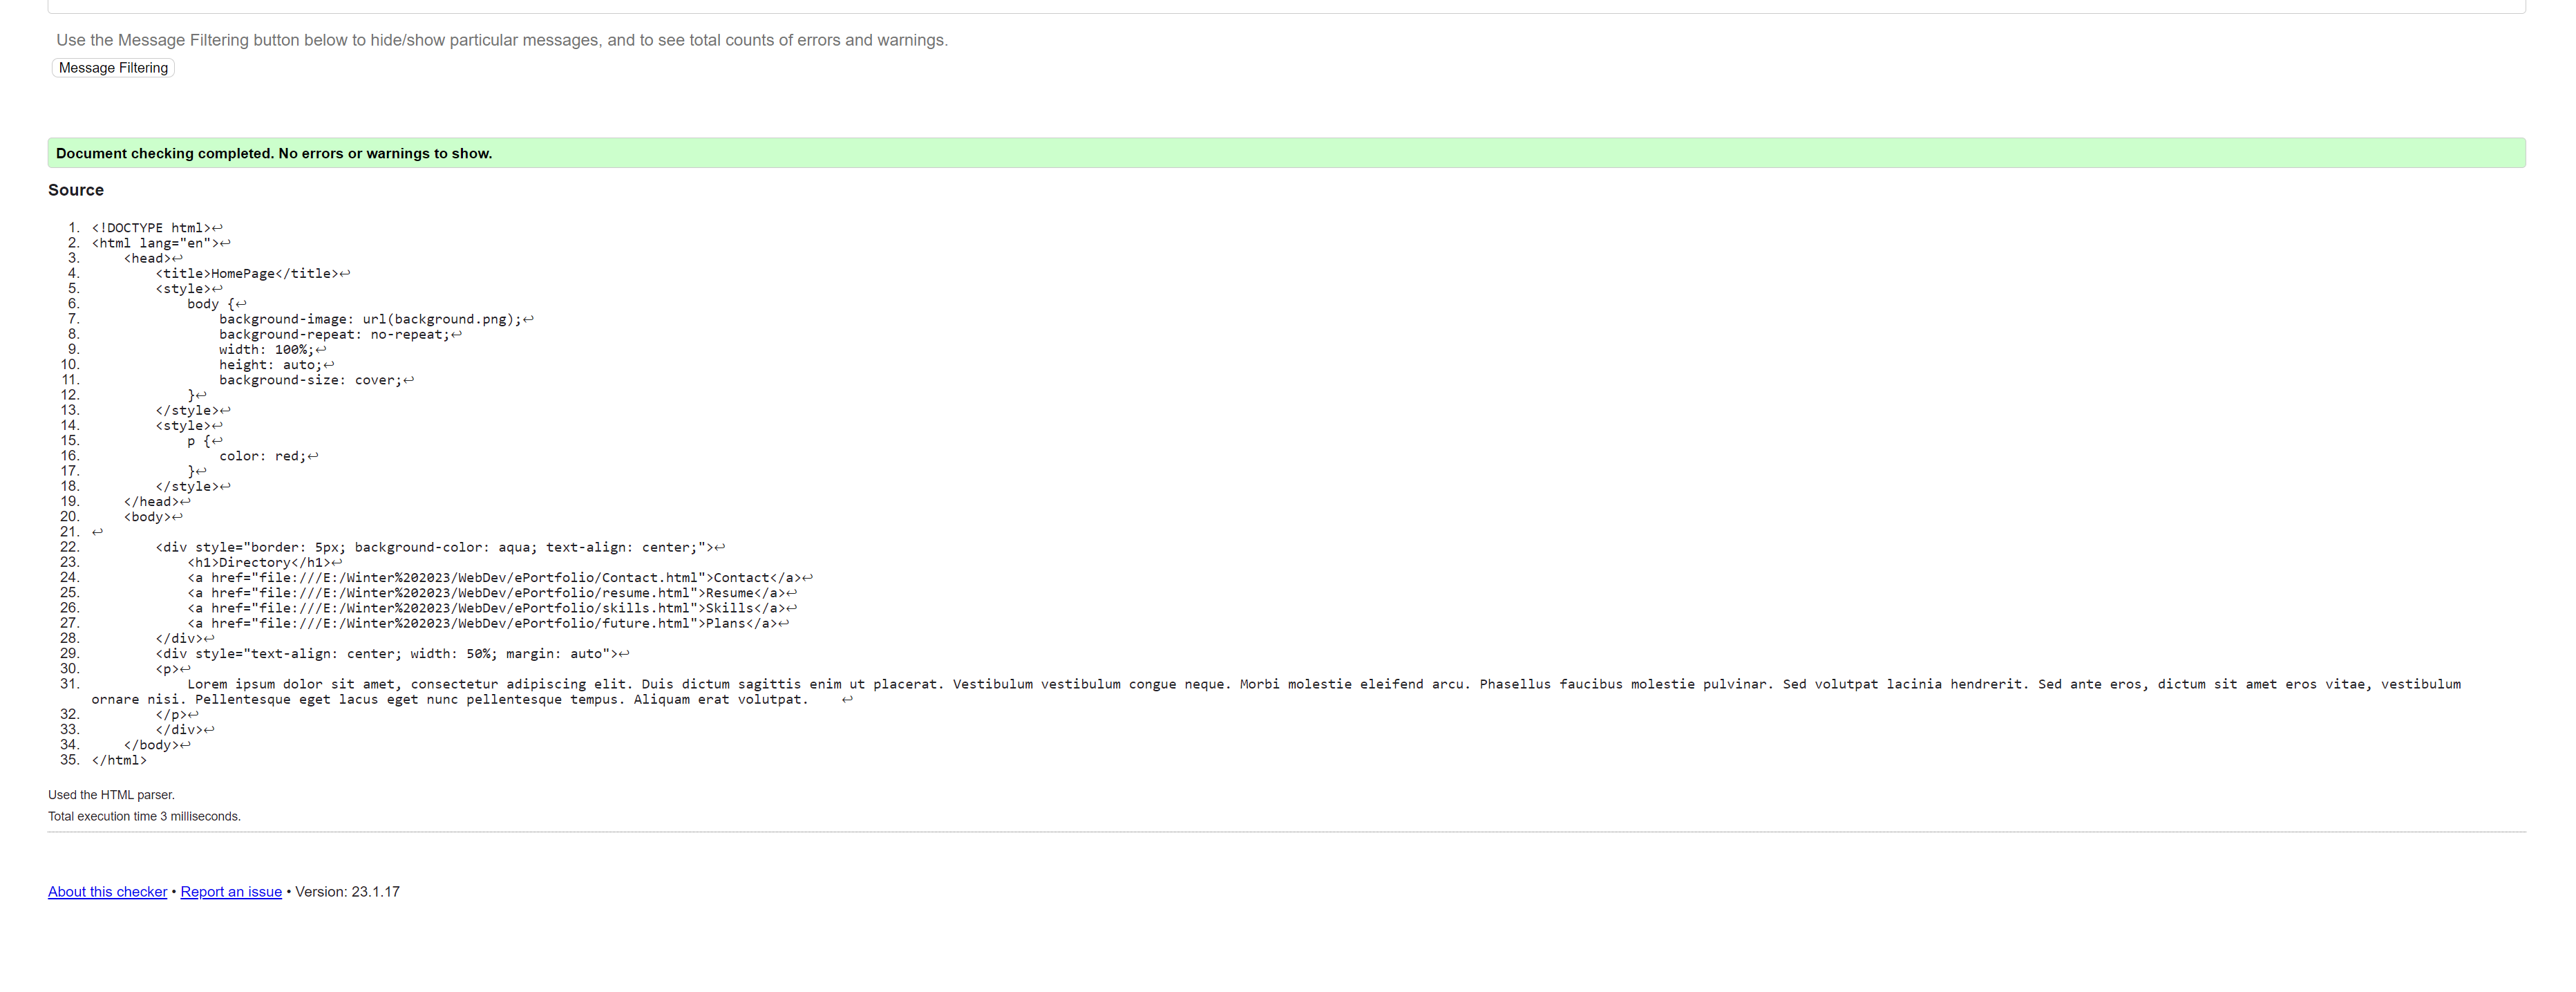 Use the Message Filtering button below to hide/show particular messages, and to see total counts of errors and warnings.
Message Filtering
Document checking completed. No errors or warnings to show.
Source
1. <!DOCTYPE html>↩
2. <html lang="en">↩
3.     <head>↩
4.         <title>HomePage</title>↩
5.         <style>↩
6.             body {↩
7.                 background-image: url(background.png);↩
8.                 background-repeat: no-repeat;↩
9.                 width: 100%;↩
10.                 height: auto;↩
11.                 background-size: cover;↩
12.             }↩
13.         </style>↩
14.         <style>↩
15.             p {↩
16.                 color: red;↩
17.             }↩
18.         </style>↩
19.     </head>↩
20.     <body>↩
21. ↩
22.         <div style="border: 5px; background-color: aqua; text-align: center;">↩
23.             <h1>Directory</h1>↩
24.             <a href="file:///E:/Winter%202023/WebDev/ePortfolio/Contact.html">Contact</a>↩
25.             <a href="file:///E:/Winter%202023/WebDev/ePortfolio/resume.html">Resume</a>↩
26.             <a href="file:///E:/Winter%202023/WebDev/ePortfolio/skills.html">Skills</a>↩
27.             <a href="file:///E:/Winter%202023/WebDev/ePortfolio/future.html">Plans</a>↩
28.         </div>↩
29.         <div style="text-align: center; width: 50%; margin: auto">↩
30.         <p>↩
31.             Lorem ipsum dolor sit amet, consectetur adipiscing elit. Duis dictum sagittis enim ut placerat. Vestibulum vestibulum congue neque. Morbi molestie eleifend arcu. Phasellus faucibus molestie pulvinar. Sed volutpat lacinia hendrerit. Sed ante eros, dictum sit amet eros vitae, vestibulum
ornare nisi. Pellentesque eget lacus eget nunc pellentesque tempus. Aliquam erat volutpat.    ↩
32.         </p>↩
33.         </div>↩
34.     </body>↩
35. </html>
Used the HTML parser.
Total execution time 3 milliseconds.
About this checker • Report an issue • Version: 23.1.17